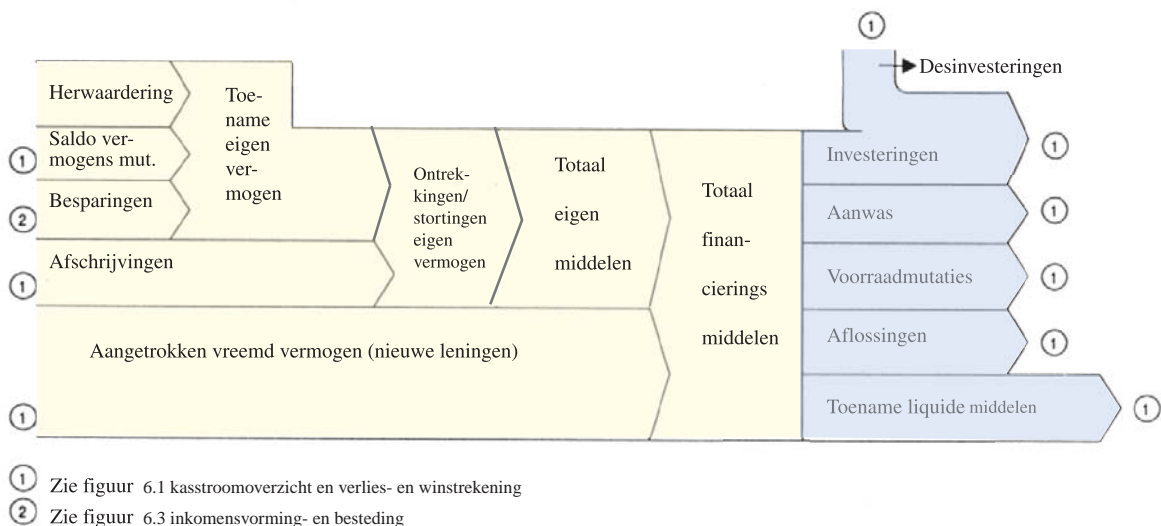 1
Desinvesteringen
Herwaardering
Toe-
name
eigen
ver-
mogen
Saldo ver-
mogens mut.
1
Besparingen
2
Afschrijvingen
1
Ontrek-
kingen/
stortingen
eigen
vermogen
Totaal
eigen
middelen
Totaal
finan-
cierings
middelen
Aangetrokken vreemd vermogen (nieuwe leningen)
1
Investeringen
1
Aanwas
1
Voorraadmutaties
1
Aflossingen
1
Toename liquide middelen
1
1 Zie figuur 6.1 kasstroomoverzicht en verlies- en winstrekening
2 Zie figuur 6.3 inkomensvorming- en besteding